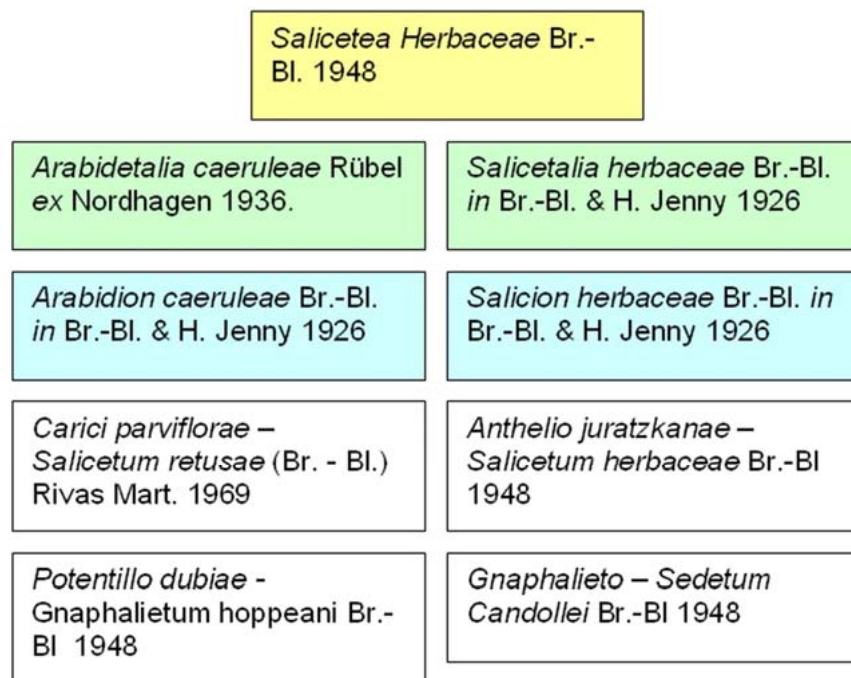 Salicetea Herbaceae Br.-
Bl. 1948
Arabidetalia caeruleae Rübel
ex Nordhagen 1936.
Salicetalia herbaceae Br.-Bl.
in Br.-Bl. & H. Jenny 1926
Arabidion caeruleae Br.-Bl.
in Br.-Bl. & H. Jenny 1926
Salicion herbaceae Br.-Bl. in
Br.-Bl. & H. Jenny 1926
Carici parviflorae –
Salicetum retusae (Br. - Bl.)
Rivas Mart. 1969
Anthelio juratzkanae –
Salicetum herbaceae Br.-Bl
1948
Potentillo dubiae -
Gnaphalietum hoppeani Br.-
Bl 1948
Gnaphalieto – Sedetum
Candollei Br.-Bl 1948